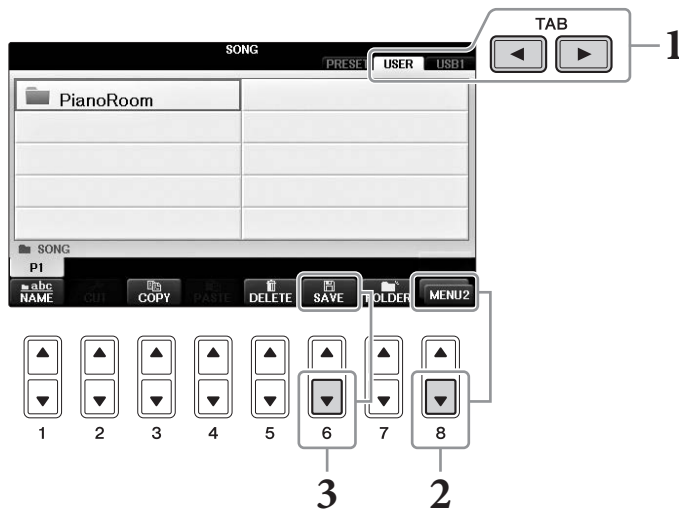 SONG
TAB
1
PRESET USER USB1
PianoRoom
SONG
P1
abc
NAME CUT COPY PASTE DELETE SAVE FOLDER MENU2
1 2 3 4 5 6 7 8
3 2